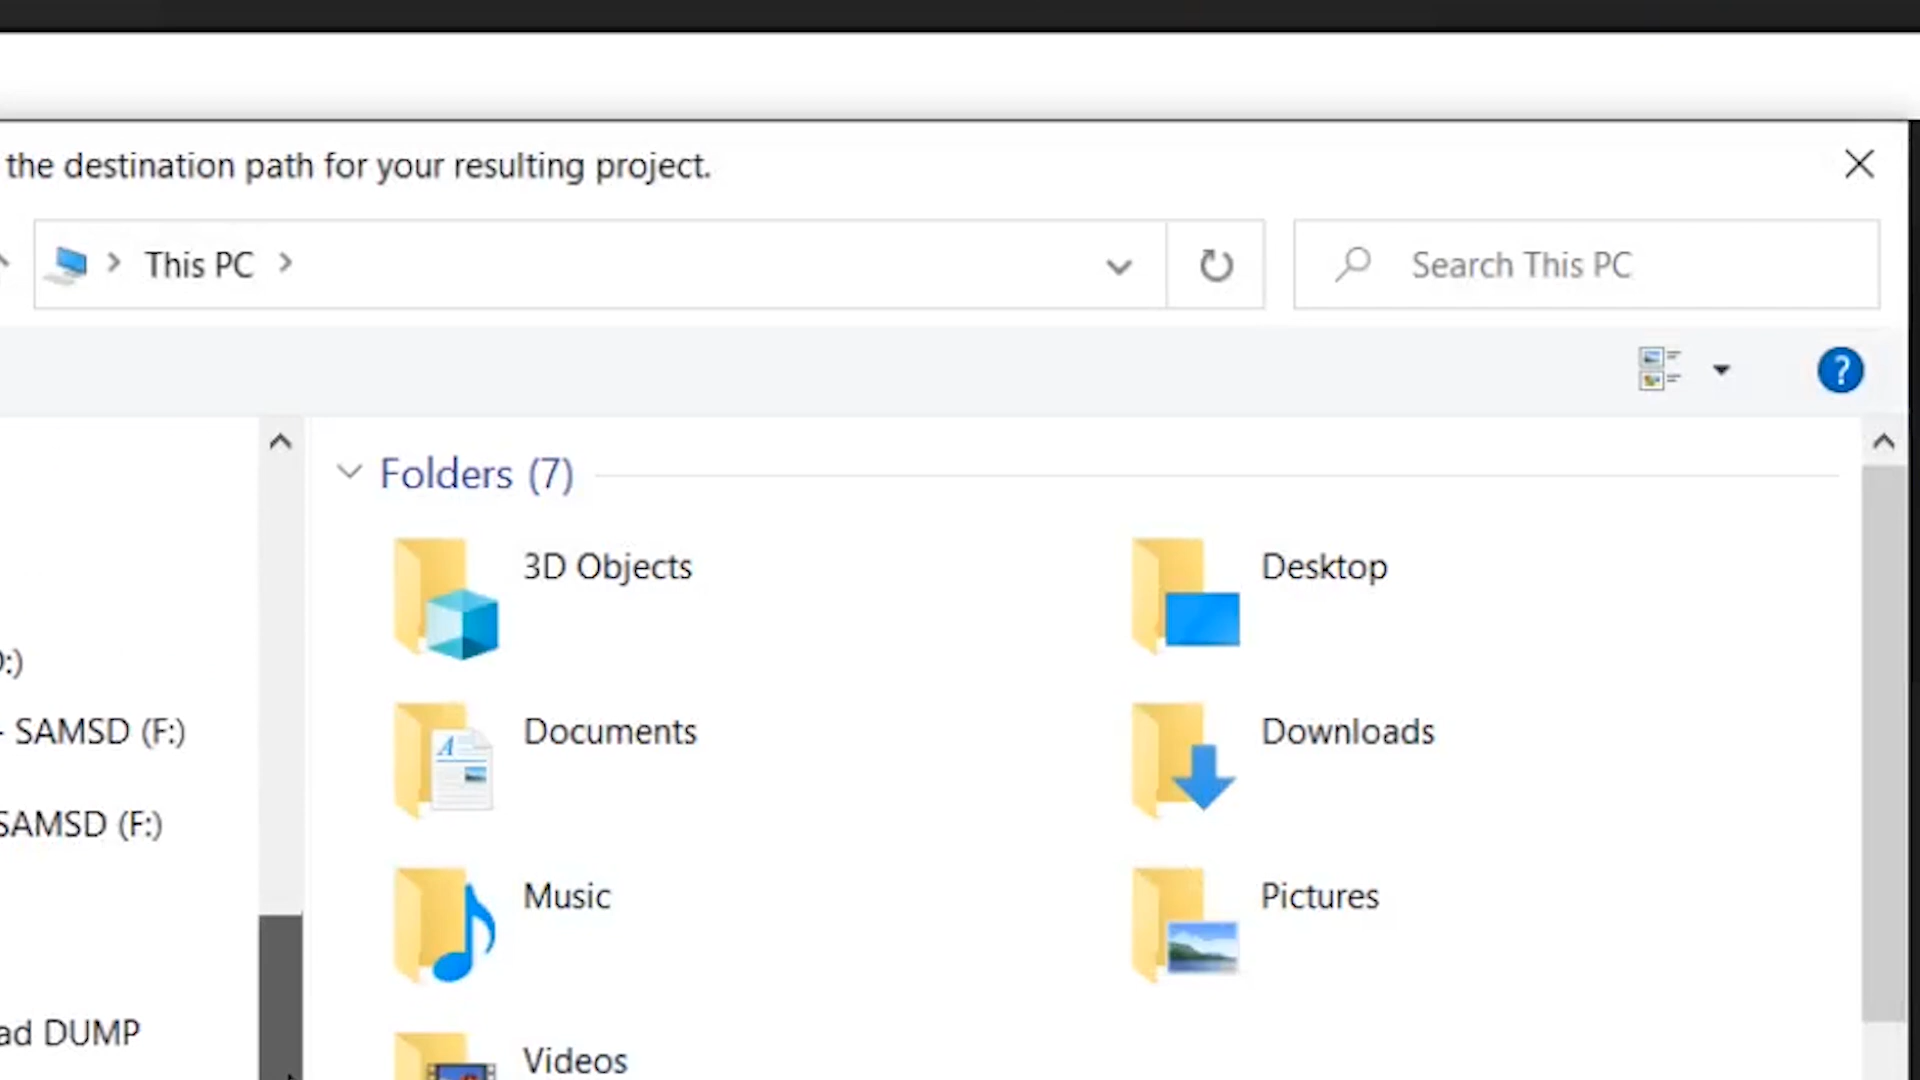 the destination path for your resulting project.
This PC
Search This PC
Folders (7)
3D Objects
Desktop
:)
- SAMSD (F:)
Documents
Downloads
SAMSD (F:)
Music
Pictures
ad DUMP
Videos